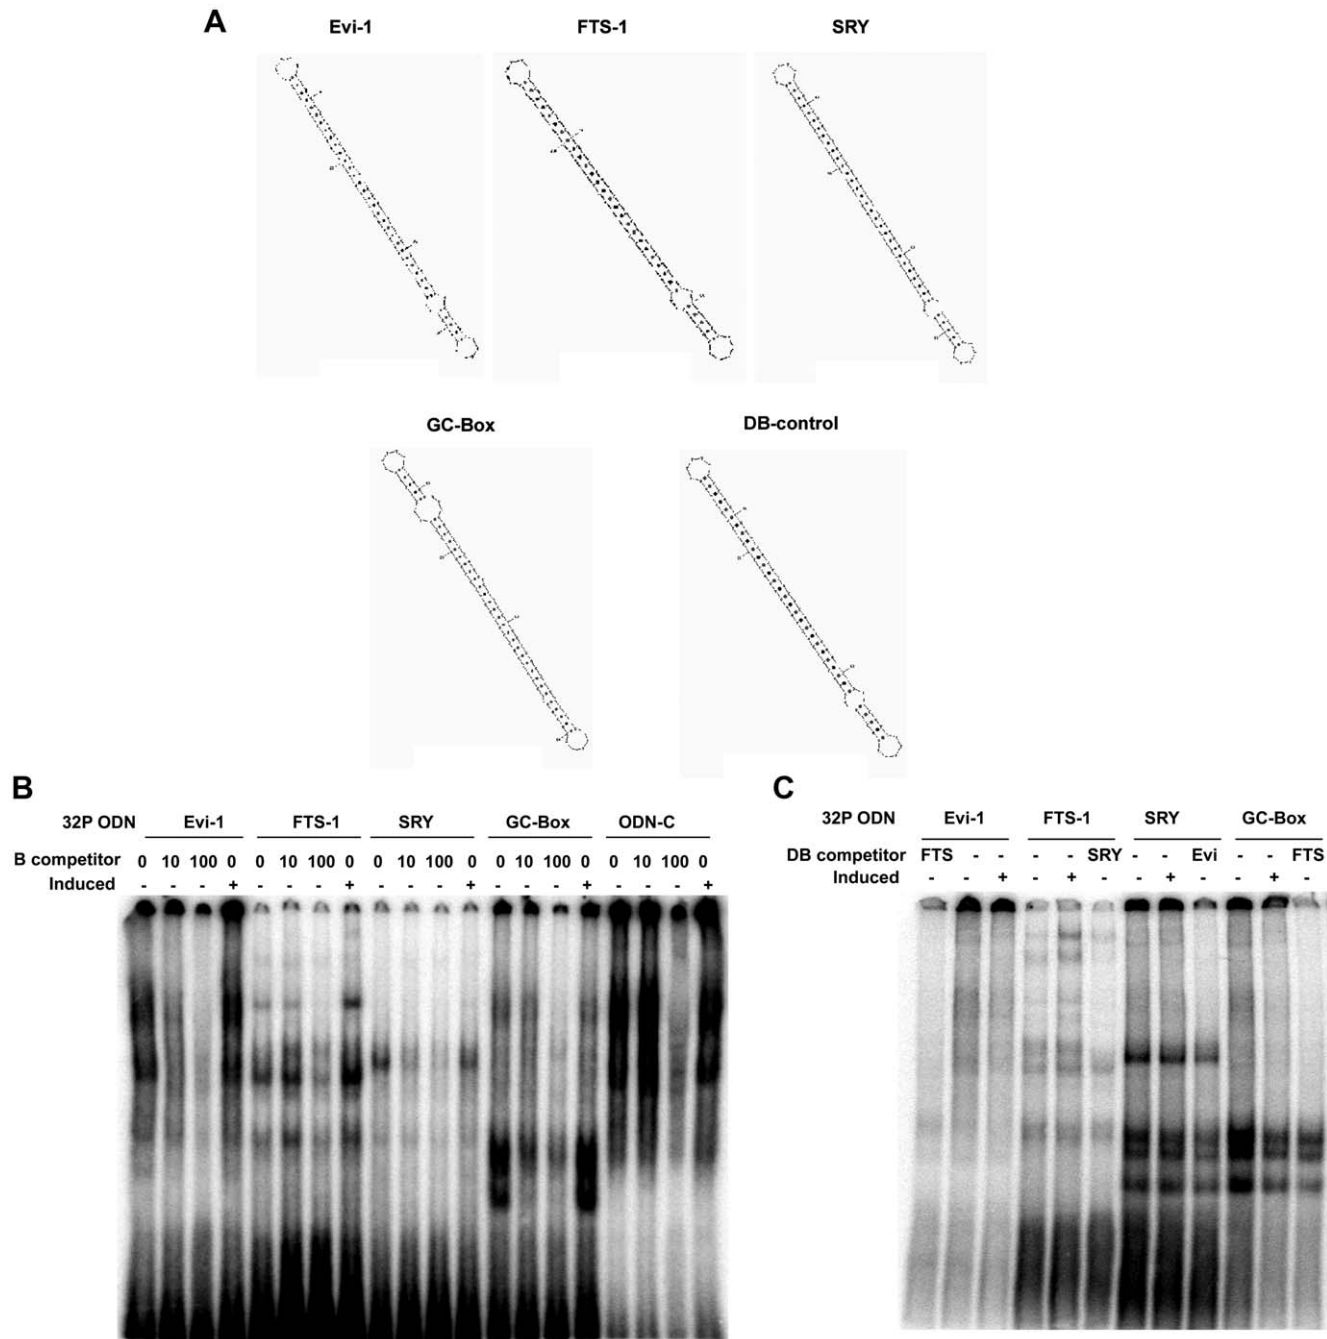 A
Evi-1 FTS-1 SRY
GC-Box DB-control
B
32P ODN Evi-1 FTS-1 SRY GC-Box ODN-C
B competitor 0 10 100 0 0 10 100 0 0 10 100 0 0 10 100 0 0 10 100 0
Induced - - - + - - - + - - - + - - - + - - - +
C
32P ODN Evi-1 FTS-1 SRY GC-Box
DB competitor FTS - - - - SRY - - Evi - - FTS
Induced - - + - + - - + - - + -